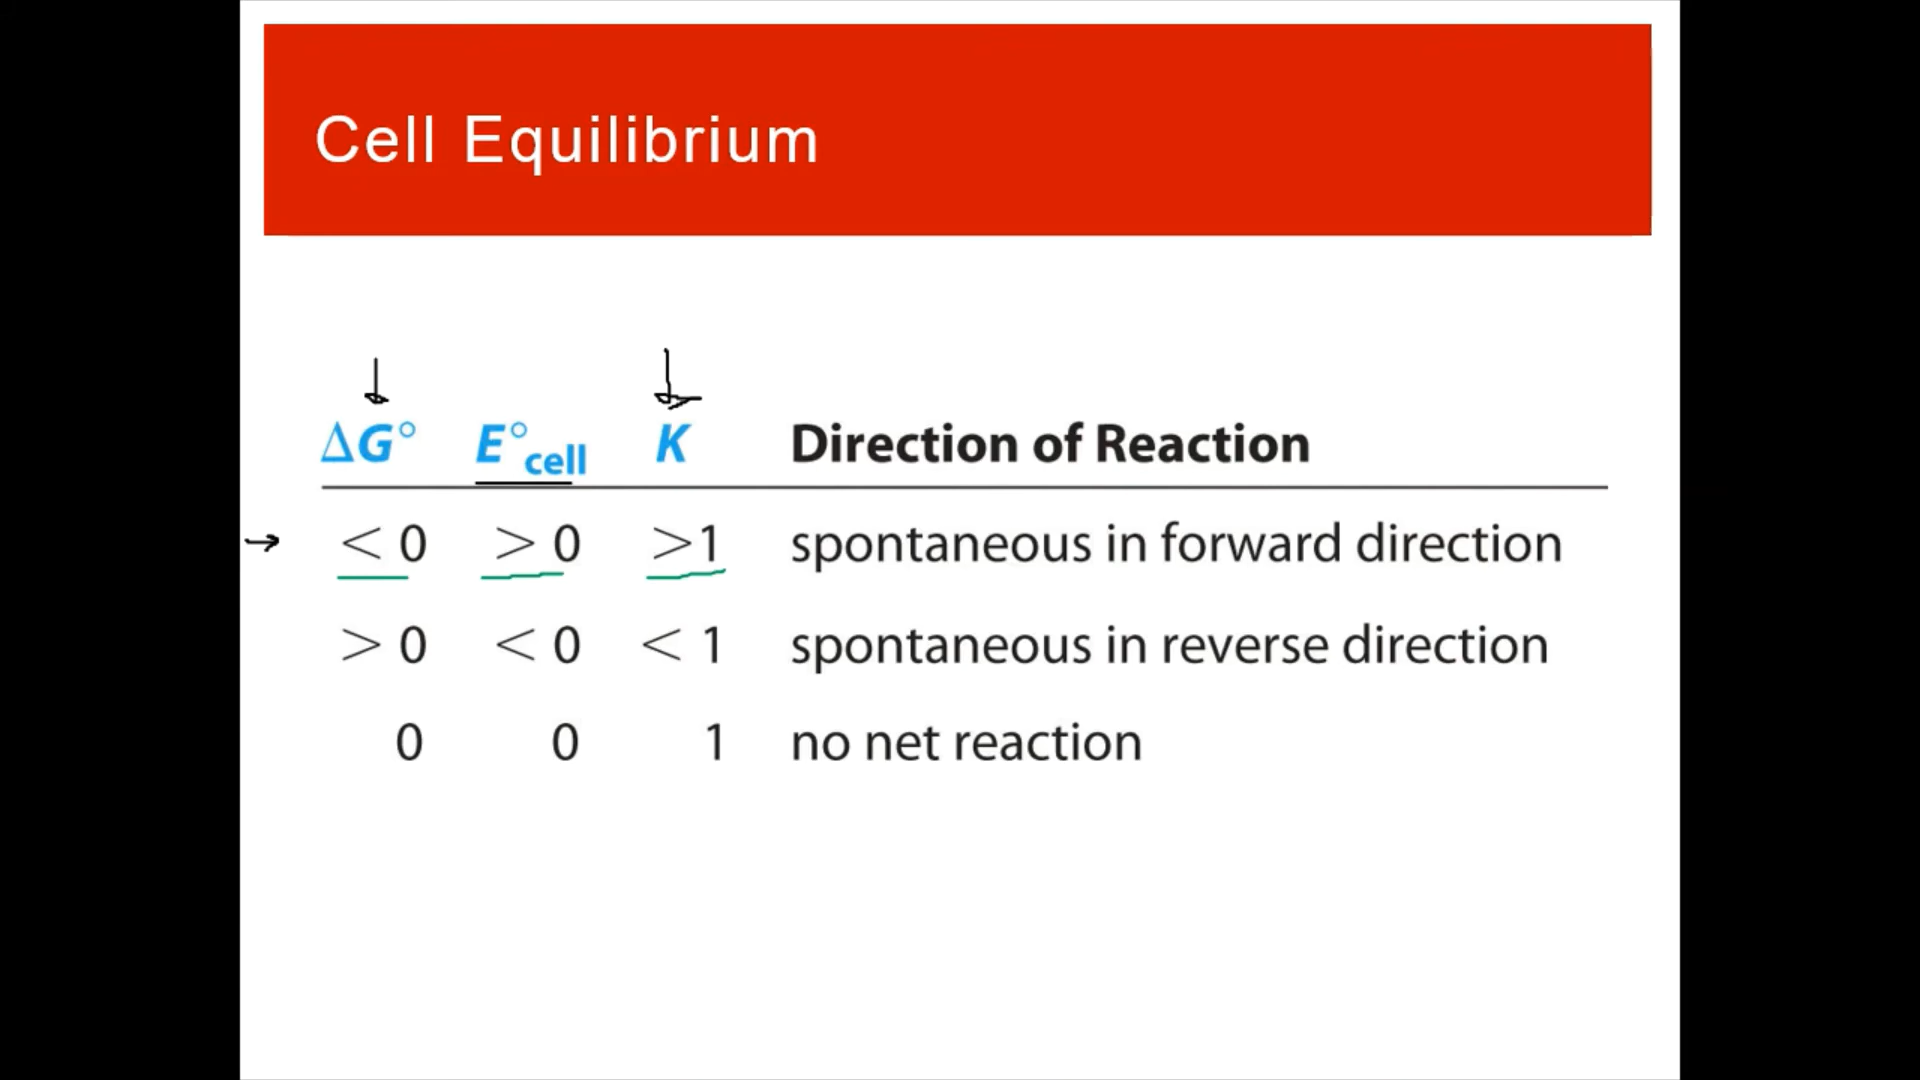 Cell Equilibrium
ΔG° E°cell K Direction of Reaction
< 0 > 0 >1 spontaneous in forward direction
> 0 < 0 < 1 spontaneous in reverse direction
0 0 1 no net reaction